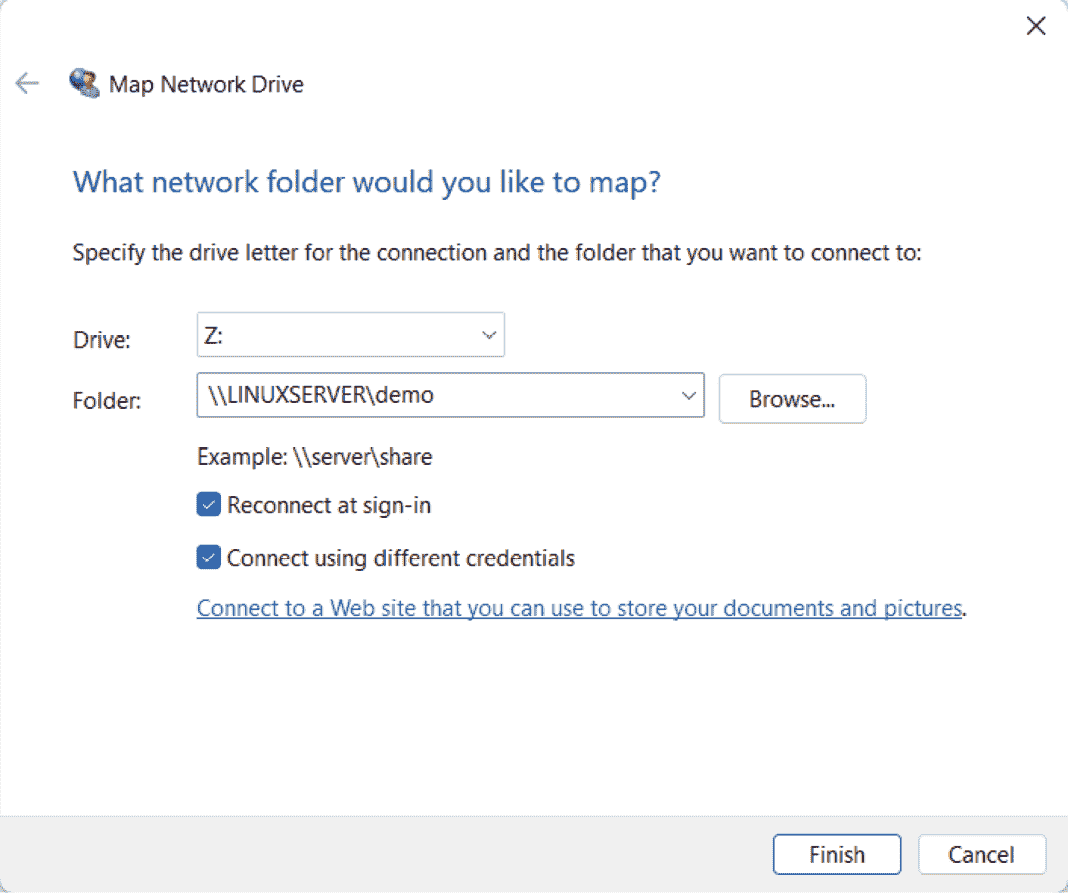 Map Network Drive
What network folder would you like to map?
Specify the drive letter for the connection and the folder that you want to connect to:
Drive: Z:
Folder: \\LINUXSERVER\demo Browse...
Example: \\server\share
Reconnect at sign-in
Connect using different credentials
Connect to a Web site that you can use to store your documents and pictures.
Finish Cancel